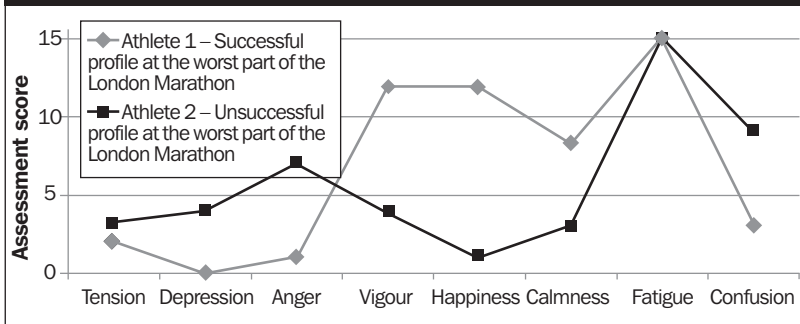 Athlete 1 – Successful
profile at the worst part of the
London Marathon
Athlete 2 – Unsuccessful
profile at the worst part of the
London Marathon
Assessment score
15
10
5
0
Tension Depression Anger Vigour Happiness Calmness Fatigue Confusion